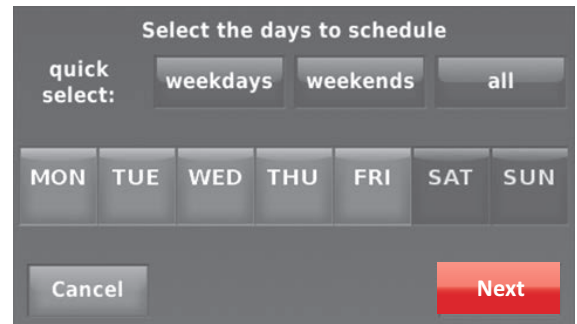 Select the days to schedule
quick
select:
weekdays weekends all
MON TUE WED THU FRI SAT SUN
Cancel Next